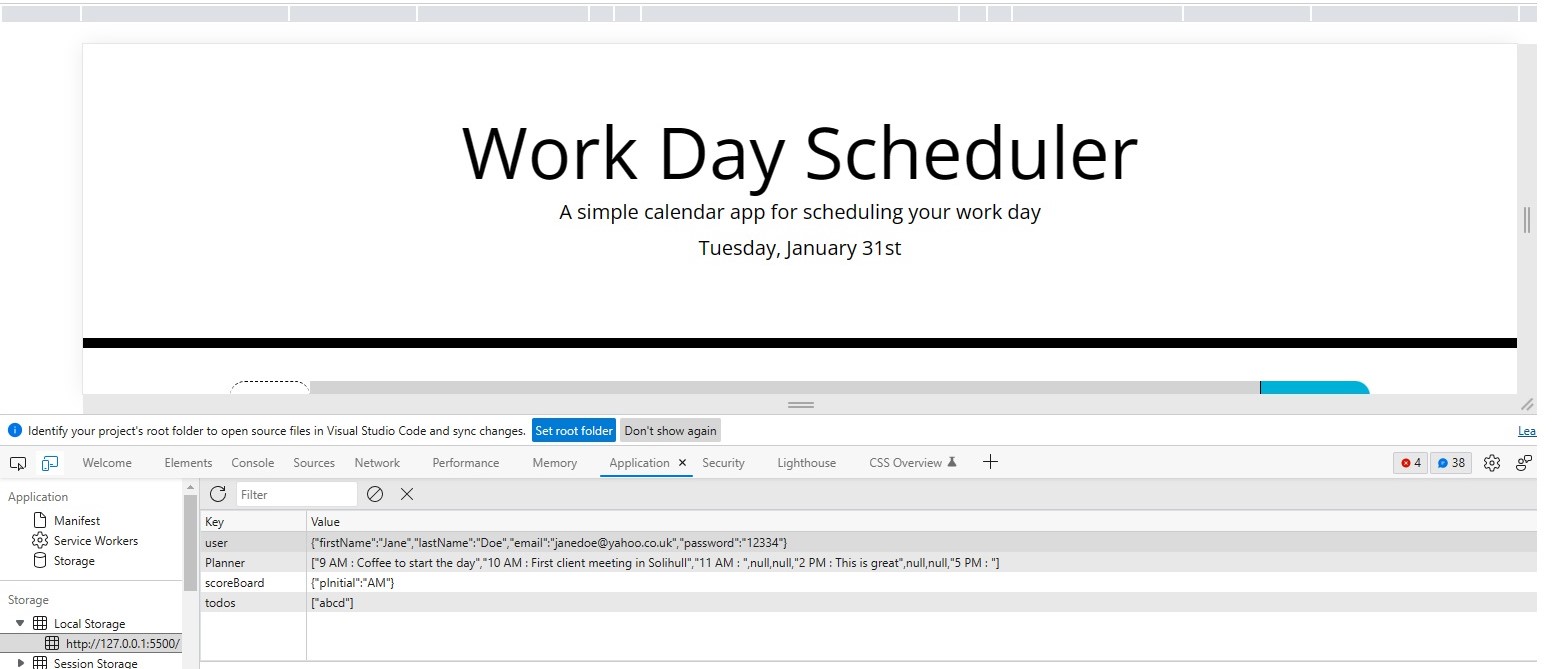 Work Day Scheduler
A simple calendar app for scheduling your work day
Tuesday, January 31st
Identify your project's root folder to open source files in Visual Studio Code and sync changes. Set root folder Don't show again Lea
Welcome Elements Console Sources Network Performance Memory Application Security Lighthouse CSS Overview 4 38
Application
Manifest
Service Workers
Storage
Storage
Local Storage
http://127.0.0.1:5500/
Session Storage
Filter
Key Value
user {"firstName":"Jane","lastName":"Doe","email":"janedoe@yahoo.co.uk","password":"12334"}
Planner ["9 AM : Coffee to start the day","10 AM : First client meeting in Solihull","11 AM : ",null,null,"2 PM : This is great",null,null,"5 PM : "]
scoreBoard {"pInitial":"AM"}
todos ["abcd"]